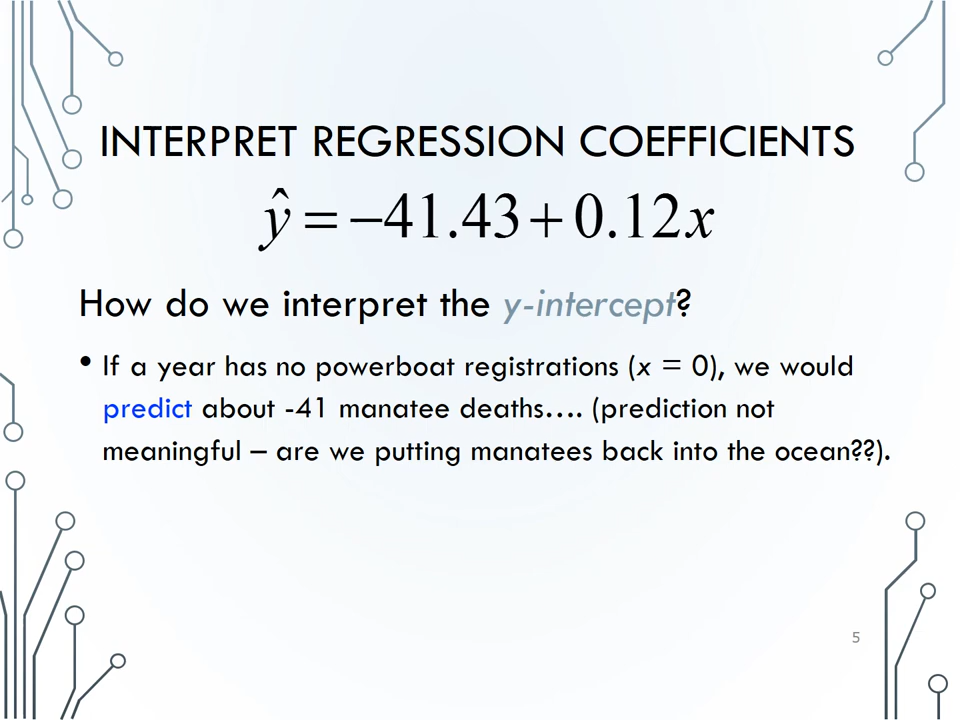 INTERPRET REGRESSION COEFFICIENTS
ŷ = −41.43 + 0.12x
How do we interpret the y-intercept?
• If a year has no powerboat registrations (x = 0), we would
predict about -41 manatee deaths…. (prediction not
meaningful – are we putting manatees back into the ocean??).
5